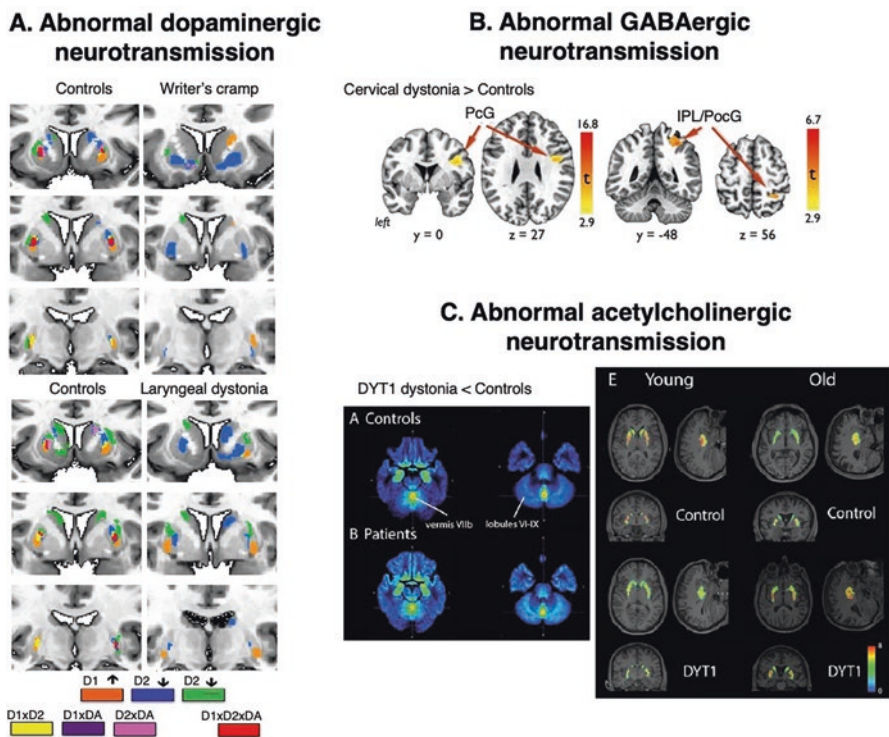 A. Abnormal dopaminergic
neurotransmission
Controls Writer's cramp
Controls Laryngeal dystonia
D1 ↑ D2 ↓ D2 ↓
D1xD2 D1xDA D2xDA D1xD2xDA
B. Abnormal GABAergic
neurotransmission
Cervical dystonia > Controls
PcG IPL/PocG
16.8 6.7
t t
left 2.9 2.9
y = 0 z = 27 y = -48 z = 56
C. Abnormal acetylcholinergic
neurotransmission
DYT1 dystonia < Controls
A Controls
vermis VIIb lobules VI-IX
B Patients
E Young Old
Control Control
DYT1 DYT1
8
0